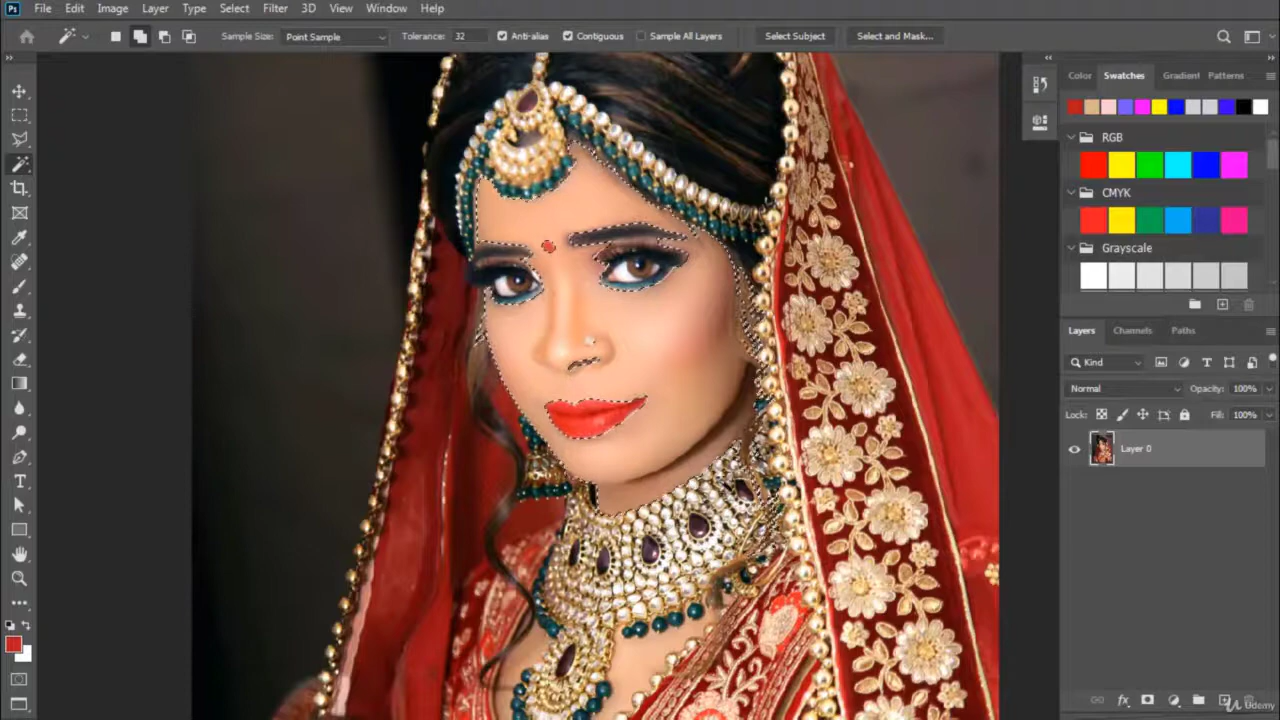 Ps File Edit Image Layer Type Select Filter 3D View Window Help
Sample Size: Point Sample Tolerance: 32 Anti-alias Contiguous Sample All Layers Select Subject Select and Mask...
Color Swatches Gradient Patterns
RGB
CMYK
Grayscale
Layers Channels Paths
Kind
Normal Opacity: 100%
Lock: Fill: 100%
Layer 0
fx
Udemy